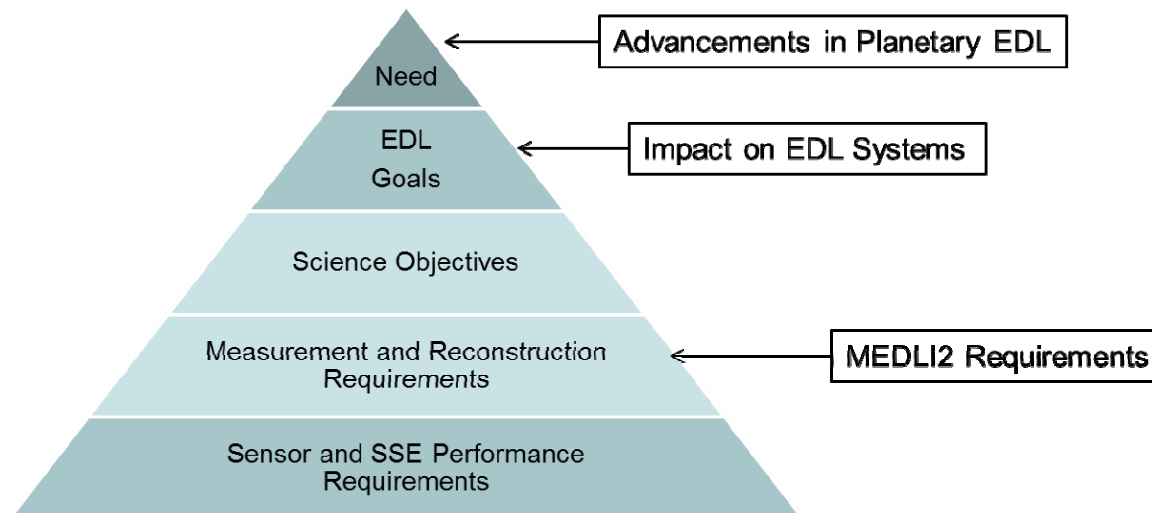 Advancements in Planetary EDL
Need
EDL
Goals
Impact on EDL Systems
Science Objectives
Measurement and Reconstruction
Requirements
MEDLI2 Requirements
Sensor and SSE Performance
Requirements